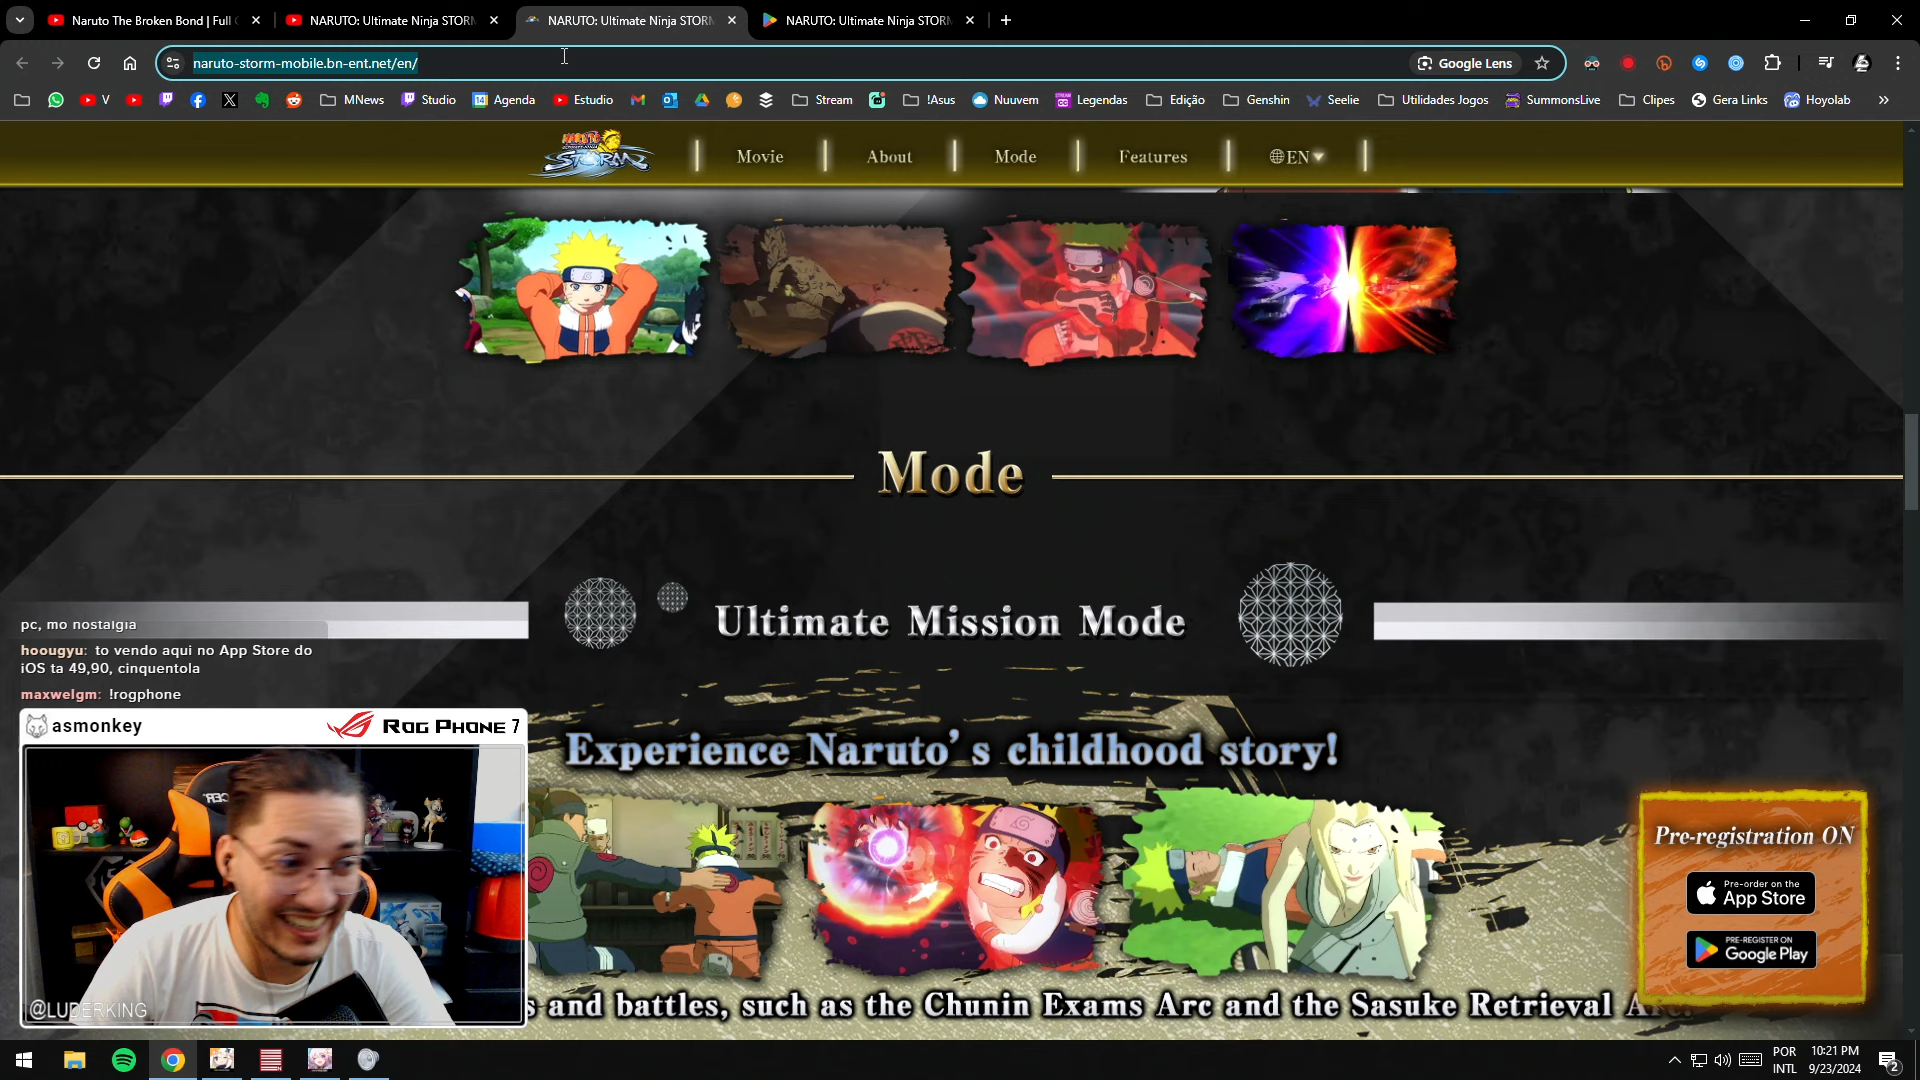 Naruto The Broken Bond | Full
NARUTO: Ultimate Ninja STORM
NARUTO: Ultimate Ninja STORM
NARUTO: Ultimate Ninja STORM
naruto-storm-mobile.bn-ent.net/en/
Google Lens
V
MNews
Studio
Agenda
Estudio
Stream
!Asus
Nuuvem
Legendas
Edição
Genshin
Seelie
Utilidades Jogos
SummonsLive
Clipes
Gera Links
Hoyolab
NARUTO
STORM
Movie
About
Mode
Features
EN
Mode
Ultimate Mission Mode
Experience Naruto's childhood story!
s and battles, such as the Chunin Exams Arc and the Sasuke Retrieval Arc.
Pre-registration ON
Pre-order on the
App Store
PRE-REGISTER ON
Google Play
pc, mo nostalgia
hoougyu: to vendo aqui no App Store do
iOS ta 49,90, cinquentola
maxwelgm: !rogphone
asmonkey
ROG PHONE 7
@LUDERKING
POR
INTL
10:21 PM
9/23/2024
2